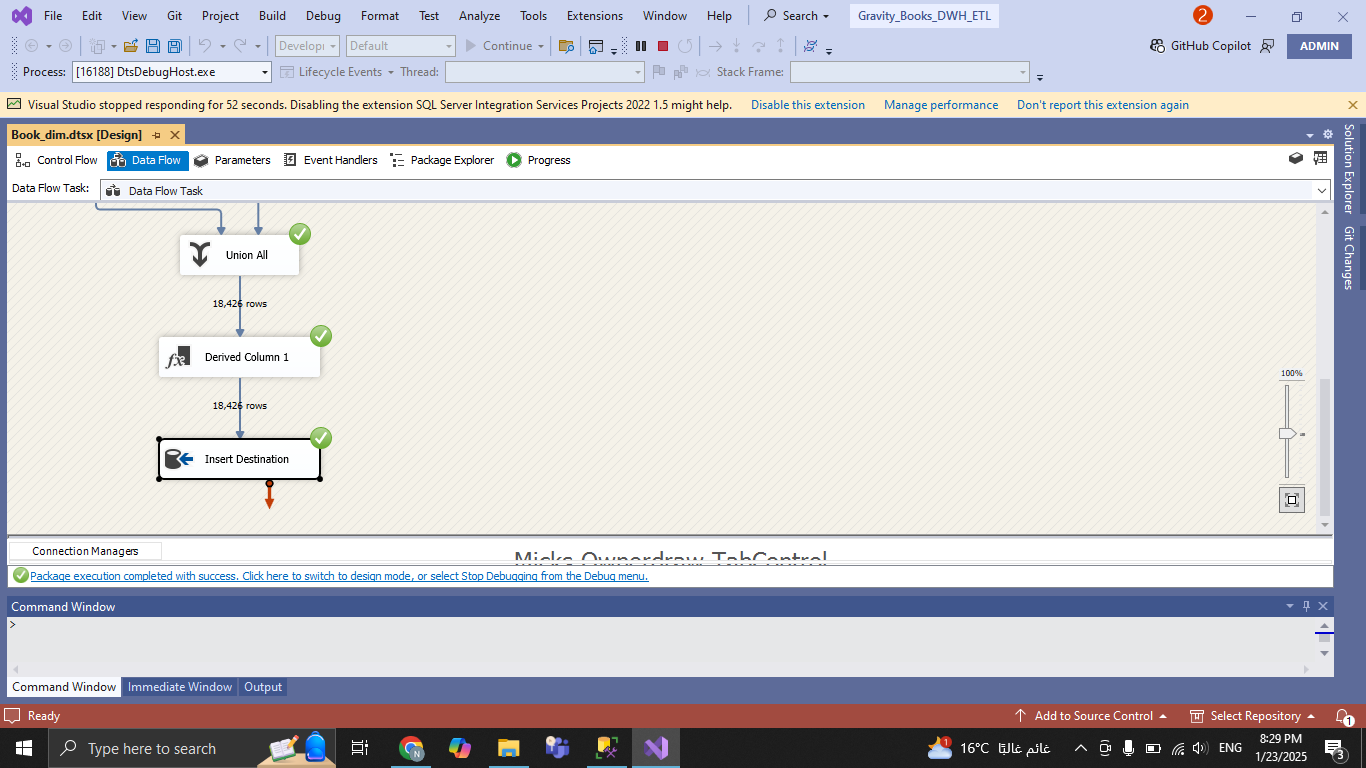 File Edit View Git Project Build Debug Format Test Analyze Tools Extensions Window Help Search Gravity_Books_DWH_ETL 2
Developi Default Continue GitHub Copilot ADMIN
Process: [16188] DtsDebugHost.exe Lifecycle Events Thread: Stack Frame:
Visual Studio stopped responding for 52 seconds. Disabling the extension SQL Server Integration Services Projects 2022 1.5 might help. Disable this extension Manage performance Don't report this extension again
Book_dim.dtsx [Design]
Control Flow Data Flow Parameters Event Handlers Package Explorer Progress
Data Flow Task: Data Flow Task
Solution Explorer
Git Changes
Union All
18,426 rows
fx Derived Column 1
100%
18,426 rows
Insert Destination
Connection Managers
Micks Ownerdraw TabControl
Package execution completed with success. Click here to switch to design mode, or select Stop Debugging from the Debug menu.
Command Window
>
Command Window Immediate Window Output
Ready Add to Source Control Select Repository 1
Type here to search N 1 16°C غائم غالبًا ENG 8:29 PM
1/23/2025 3